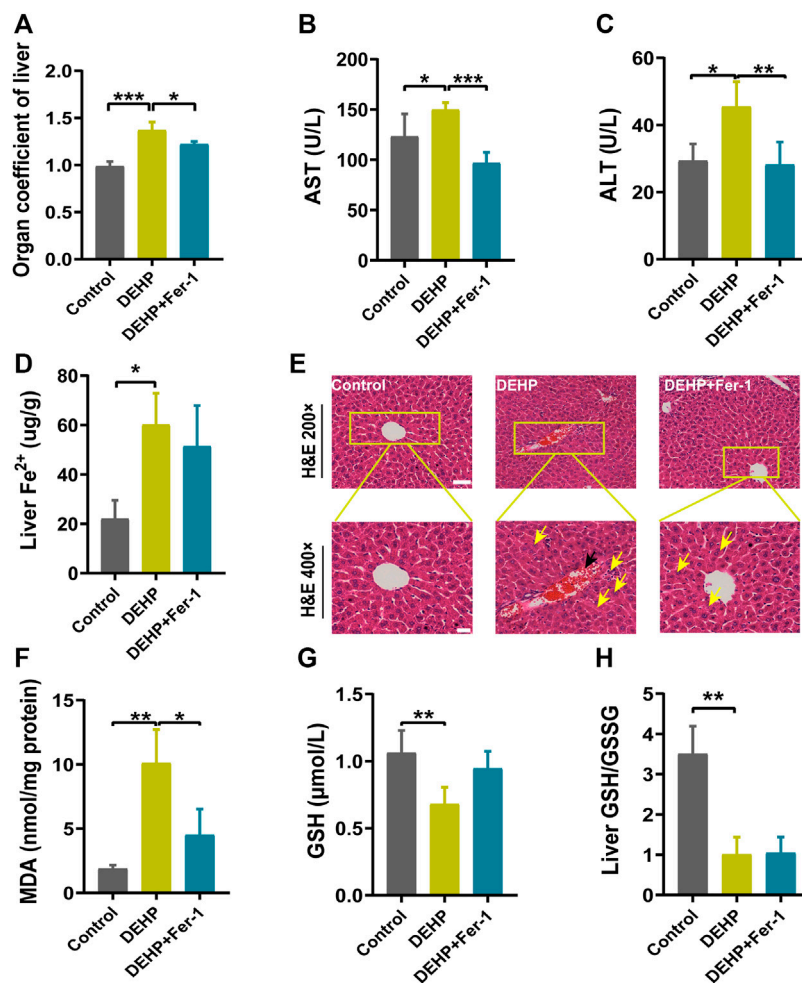 A
Organ coefficient of liver
2.0
1.5
1.0
0.5
0.0
***
*
Control
DEHP
DEHP+Fer-1
B
AST (U/L)
200
150
100
50
0
*
***
Control
DEHP
DEHP+Fer-1
C
ALT (U/L)
60
40
20
0
*
**
Control
DEHP
DEHP+Fer-1
D
Liver Fe²⁺ (ug/g)
80
60
40
20
0
*
Control
DEHP
DEHP+Fer-1
E
H&E 200×
Control
DEHP
DEHP+Fer-1
H&E 400×
F
MDA (nmol/mg protein)
15
10
5
0
**
*
Control
DEHP
DEHP+Fer-1
G
GSH (μmol/L)
1.5
1.0
0.5
0.0
**
Control
DEHP
DEHP+Fer-1
H
Liver GSH/GSSG
5
4
3
2
1
0
**
Control
DEHP
DEHP+Fer-1